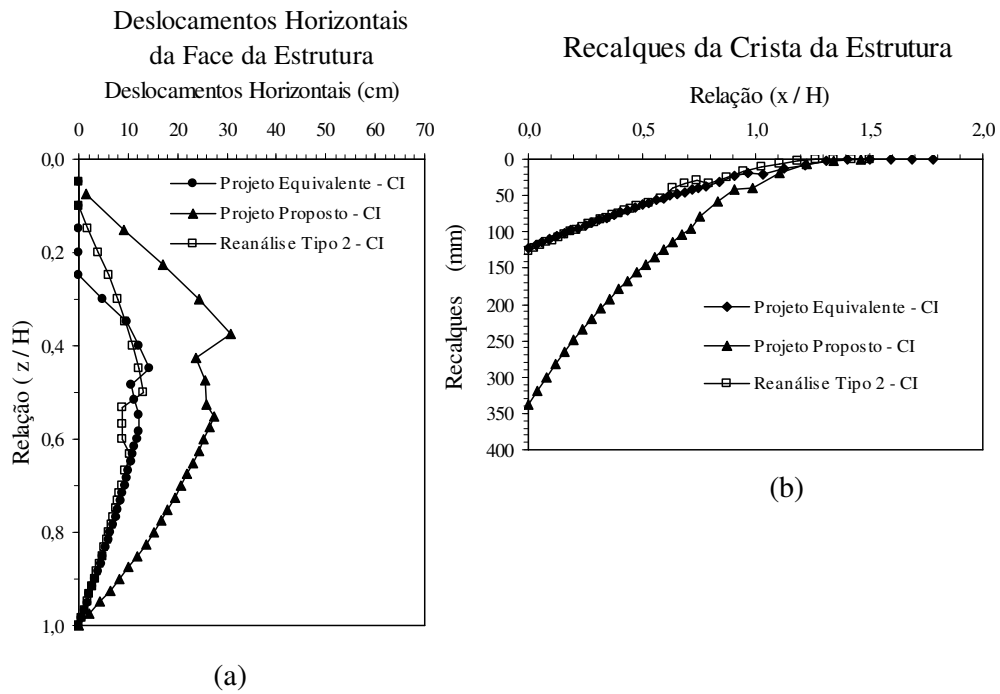 Deslocamentos Horizontais
da Face da Estrutura
Deslocamentos Horizontais (cm)
0 10 20 30 40 50 60 70
0,0
0,2
0,4
0,6
0,8
1,0
Relação ( z / H)
Projeto Equivalente - CI
Projeto Proposto - CI
Reanálise Tipo 2 - CI
(a)
Recalques da Crista da Estrutura
Relação (x / H)
0,0 0,5 1,0 1,5 2,0
0
50
100
150
200
250
300
350
400
Recalques (mm)
Projeto Equivalente - CI
Projeto Proposto - CI
Reanálise Tipo 2 - CI
(b)